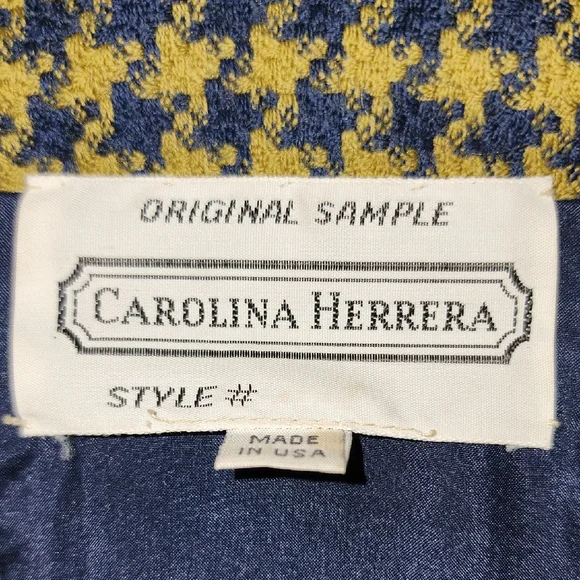 ORIGINAL SAMPLE
CAROLINA HERRERA
STYLE #
MADE
IN USA